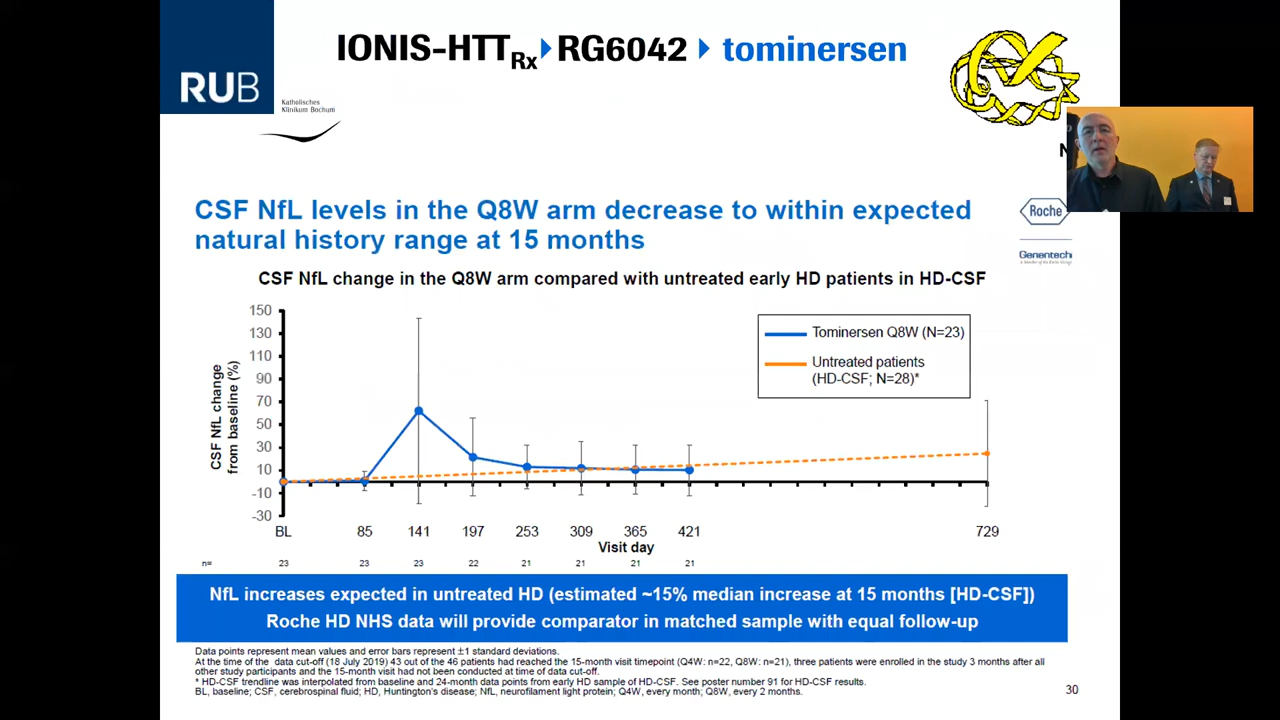 IONIS-HTTRx RG6042 tominersen
RUB
Katholisches
Klinikum Bochum
N
CSF NfL levels in the Q8W arm decrease to within expected
natural history range at 15 months
Roche
Genentech
CSF NfL change in the Q8W arm compared with untreated early HD patients in HD-CSF
CSF NfL change
from baseline (%)
150
130
110
90
70
50
30
10
-10
-30
Tominersen Q8W (N=23)
Untreated patients
(HD-CSF; N=28)*
BL 85 141 197 253 309 365 421 729
Visit day
n= 23 23 23 22 21 21 21 21
NfL increases expected in untreated HD (estimated ~15% median increase at 15 months [HD-CSF])
Roche HD NHS data will provide comparator in matched sample with equal follow-up
Data points represent mean values and error bars represent ±1 standard deviations.
At the time of the data cut-off (18 July 2019) 43 out of the 46 patients had reached the 15-month visit timepoint (Q4W: n=22, Q8W: n=21), three patients were enrolled in the study 3 months after all
other study participants and the 15-month visit had not been conducted at time of data cut-off.
* HD-CSF trendline was interpolated from baseline and 24-month data points from early HD sample of HD-CSF. See poster number 91 for HD-CSF results.
BL, baseline; CSF, cerebrospinal fluid; HD, Huntington's disease; NfL, neurofilament light protein; Q4W, every month; Q8W, every 2 months.
30